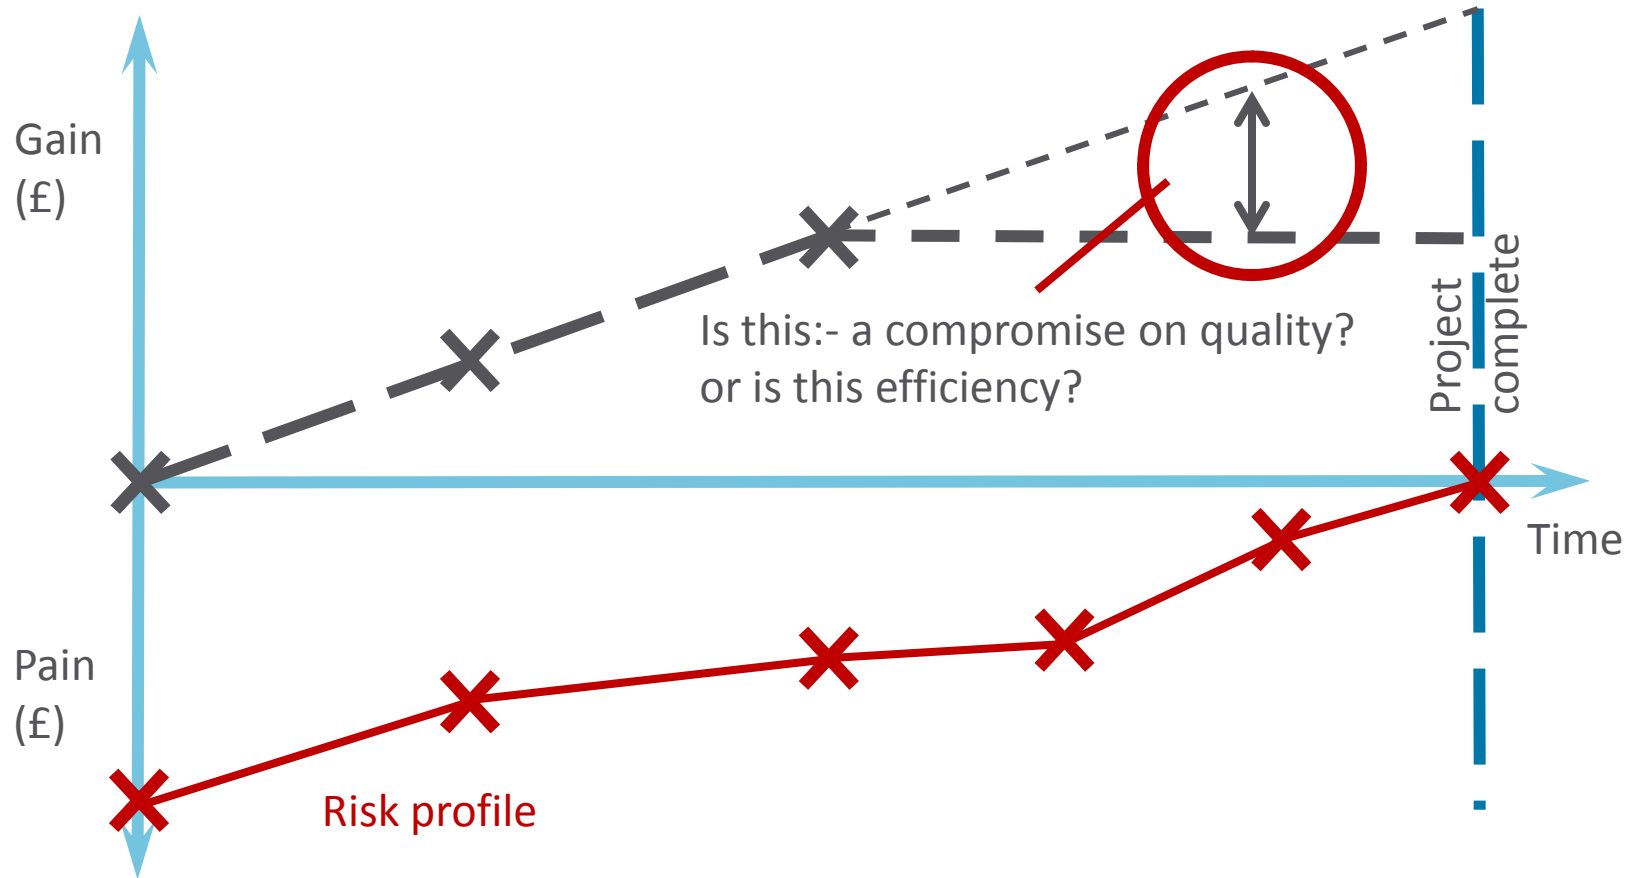 Gain
(£)
Is this:- a compromise on quality?
or is this efficiency?
Project
complete
Time
Pain
(£)
Risk profile